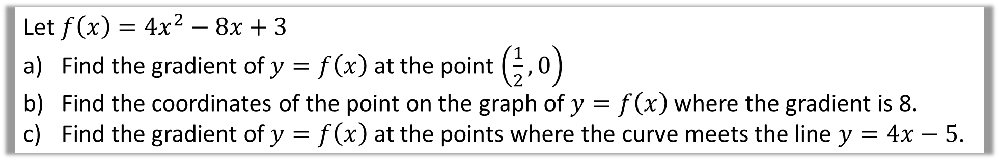 Let f(x) = 4x² − 8x + 3
a) Find the gradient of y = f(x) at the point (1/2, 0)
b) Find the coordinates of the point on the graph of y = f(x) where the gradient is 8.
c) Find the gradient of y = f(x) at the points where the curve meets the line y = 4x − 5.